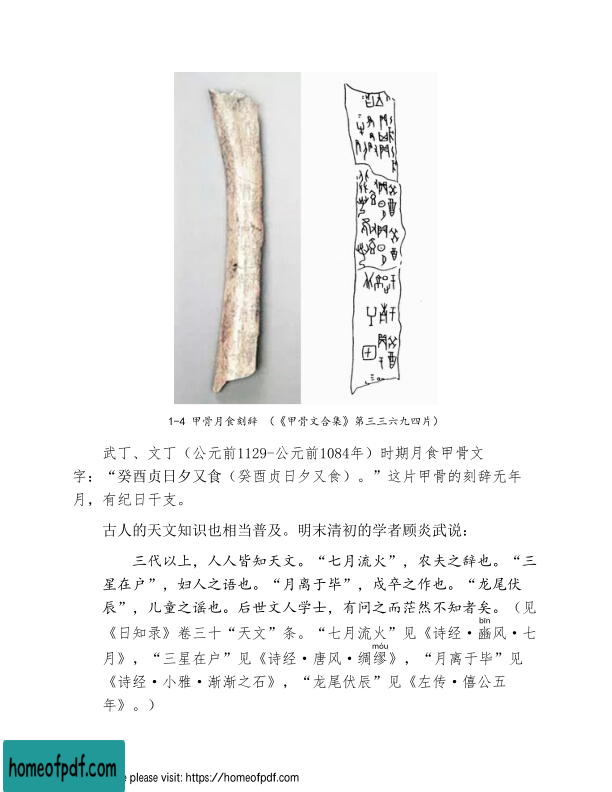 1-4 甲骨月食刻辞 （《甲骨文合集》第三三六九四片）
武丁、文丁（公元前1129-公元前1084年）时期月食甲骨文
字：“癸酉贞日夕又食（癸酉贞日夕又食）。”这片甲骨的刻辞无年
月，有纪日干支。
古人的天文知识也相当普及。明末清初的学者顾炎武说：
三代以上，人人皆知天文。“七月流火”，农夫之辞也。“三
星在户”，妇人之语也。“月离于毕”，戍卒之作也。“龙尾伏
辰”，儿童之谣也。后世文人学士，有问之而茫然不知者矣。（见
bīn
《日知录》卷三十“天文”条。“七月流火”见《诗经·豳风·七
móu
月》，“三星在户”见《诗经·唐风·绸缪》，“月离于毕”见
《诗经·小雅·渐渐之石》，“龙尾伏辰”见《左传·僖公五
年》。）
homeofpdf.com
e please visit: https://homeofpdf.com